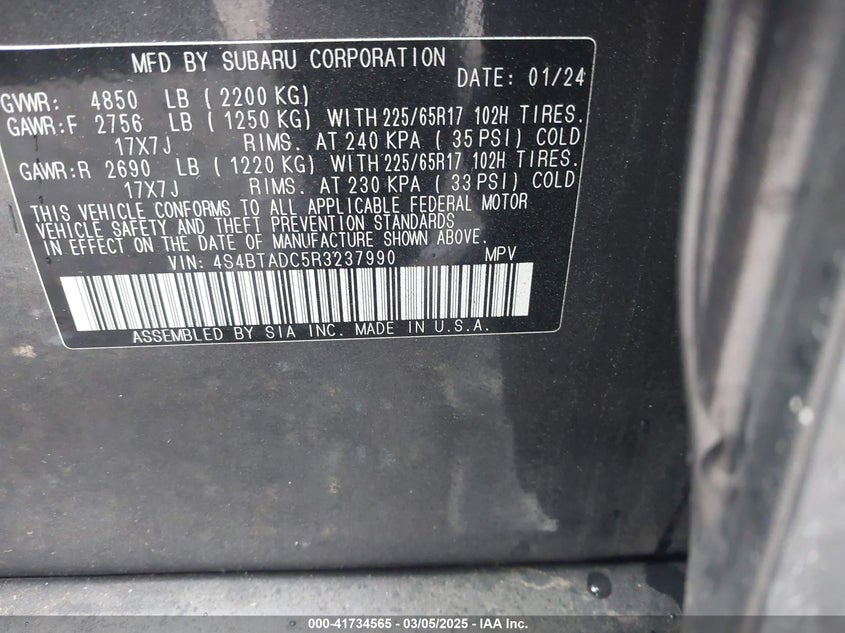 MFD BY SUBARU CORPORATION
DATE: 01/24
GVWR: 4850 LB ( 2200 KG)
GAWR:F 2756 LB ( 1250 KG) WITH 225/65R17 102H TIRES.
17X7J RIMS. AT 240 KPA ( 35 PSI) COLD
GAWR:R 2690 LB ( 1220 KG) WITH 225/65R17 102H TIRES.
17X7J RIMS. AT 230 KPA ( 33 PSI) COLD
THIS VEHICLE CONFORMS TO ALL APPLICABLE FEDERAL MOTOR
VEHICLE SAFETY AND THEFT PREVENTION STANDARDS
IN EFFECT ON THE DATE OF MANUFACTURE SHOWN ABOVE.
VIN: 4S4BTADC5R3237990 MPV
ASSEMBLED BY SIA INC. MADE IN U.S.A.
000-41734565 - 03/05/2025 - IAA Inc.